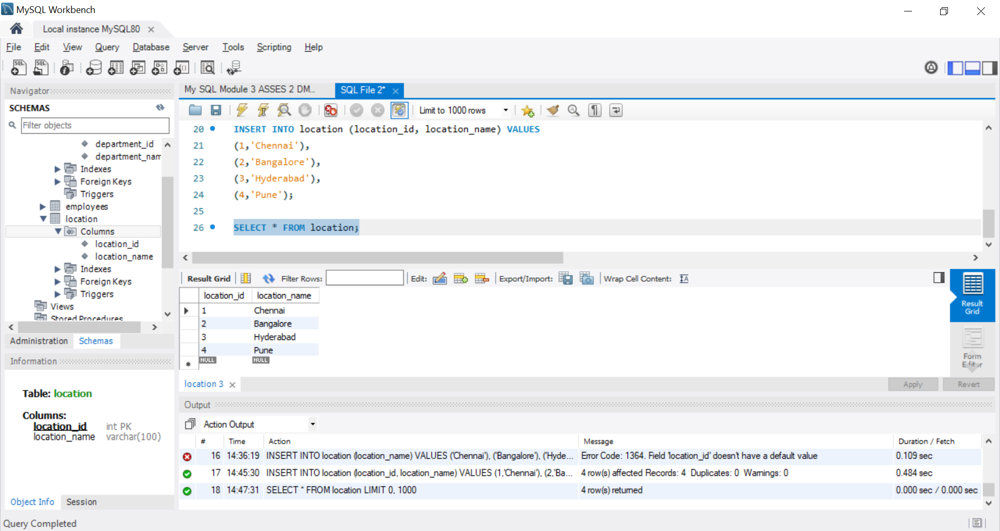 MySQL Workbench
Local instance MySQL80
File Edit View Query Database Server Tools Scripting Help
Navigator
SCHEMAS
Filter objects
department_id
department_nam
Indexes
Foreign Keys
Triggers
employees
location
Columns
location_id
location_name
Indexes
Foreign Keys
Triggers
Views
Stored Procedures
Administration Schemas
Information
Table: location
Columns:
location_id int PK
location_name varchar(100)
Object Info Session
My SQL Module 3 ASSES 2 DM... SQL File 2*
Limit to 1000 rows
20 INSERT INTO location (location_id, location_name) VALUES
21 (1,'Chennai'),
22 (2,'Bangalore'),
23 (3,'Hyderabad'),
24 (4,'Pune');
25
26 SELECT * FROM location;
Result Grid Filter Rows: Edit: Export/Import: Wrap Cell Content:
location_id location_name
1 Chennai
2 Bangalore
3 Hyderabad
4 Pune
NULL NULL
Result
Grid
Form
Editor
location 3
Apply Revert
Output
Action Output
# Time Action Message Duration / Fetch
16 14:36:19 INSERT INTO location (location_name) VALUES ('Chennai'), ('Bangalore'), ('Hyde... Error Code: 1364. Field 'location_id' doesn't have a default value 0.109 sec
17 14:45:30 INSERT INTO location (location_id, location_name) VALUES (1,'Chennai'), (2,'Ba... 4 row(s) affected Records: 4 Duplicates: 0 Warnings: 0 0.484 sec
18 14:47:31 SELECT * FROM location LIMIT 0, 1000 4 row(s) returned 0.000 sec / 0.000 sec
Query Completed